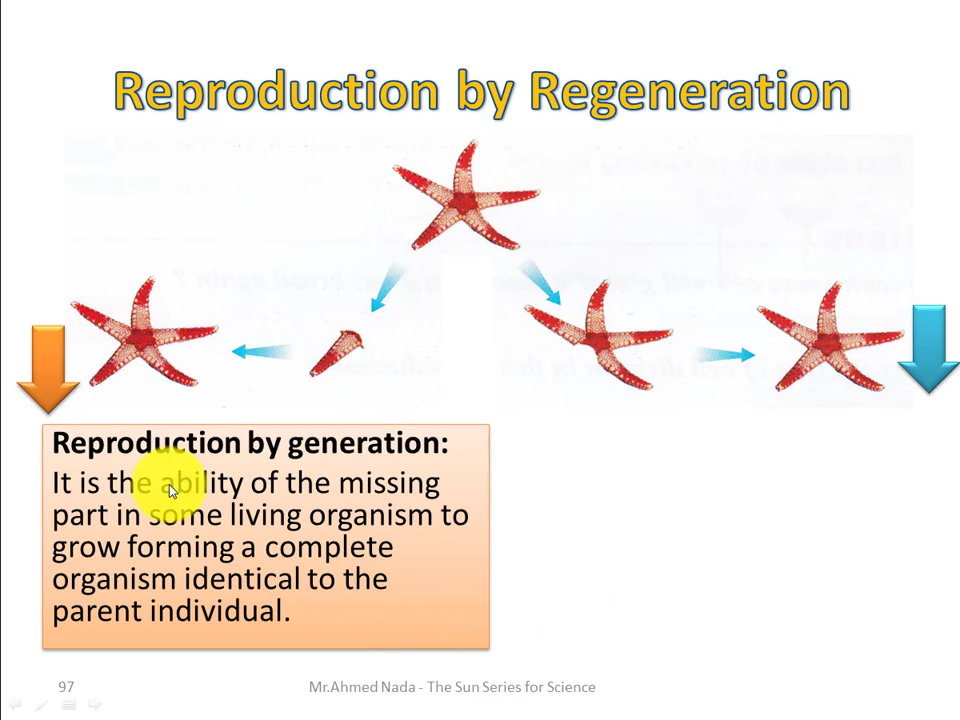 Reproduction by Regeneration
Reproduction by generation:
It is the ability of the missing
part in some living organism to
grow forming a complete
organism identical to the
parent individual.
97
Mr.Ahmed Nada - The Sun Series for Science